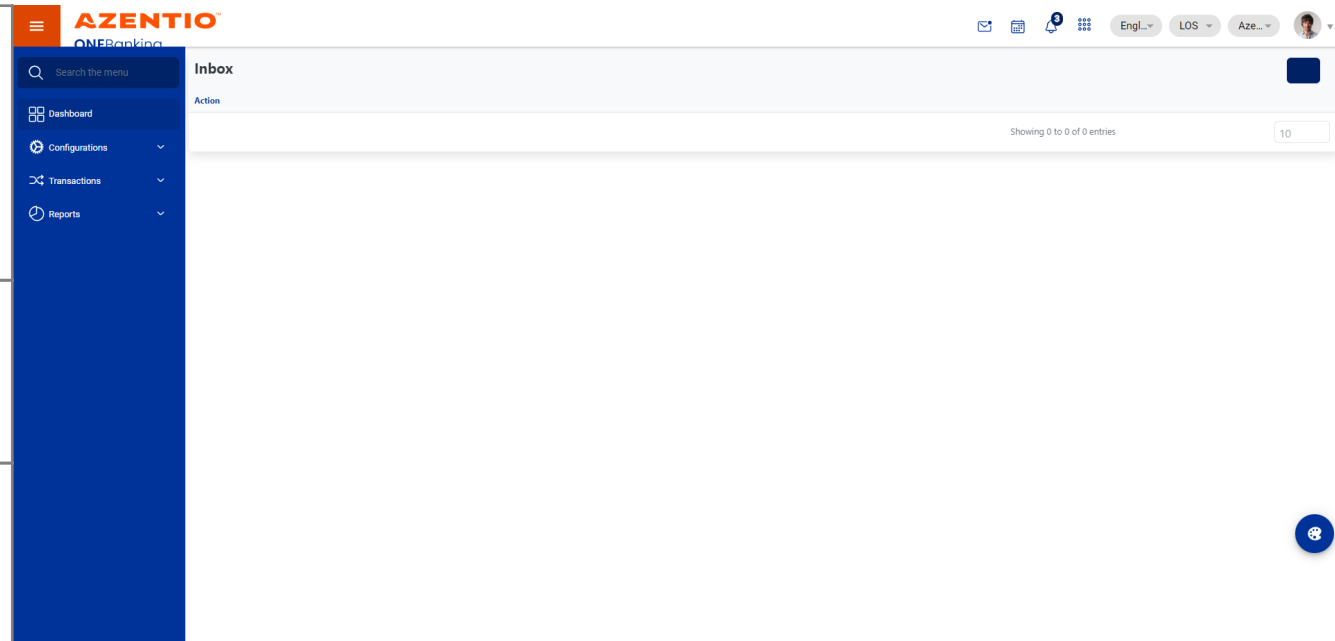 AZENTIO™
ONEBanking
3
Engl...
LOS
Aze...
Search the menu
Inbox
Action
Dashboard
Showing 0 to 0 of 0 entries
10
Configurations
Transactions
Reports